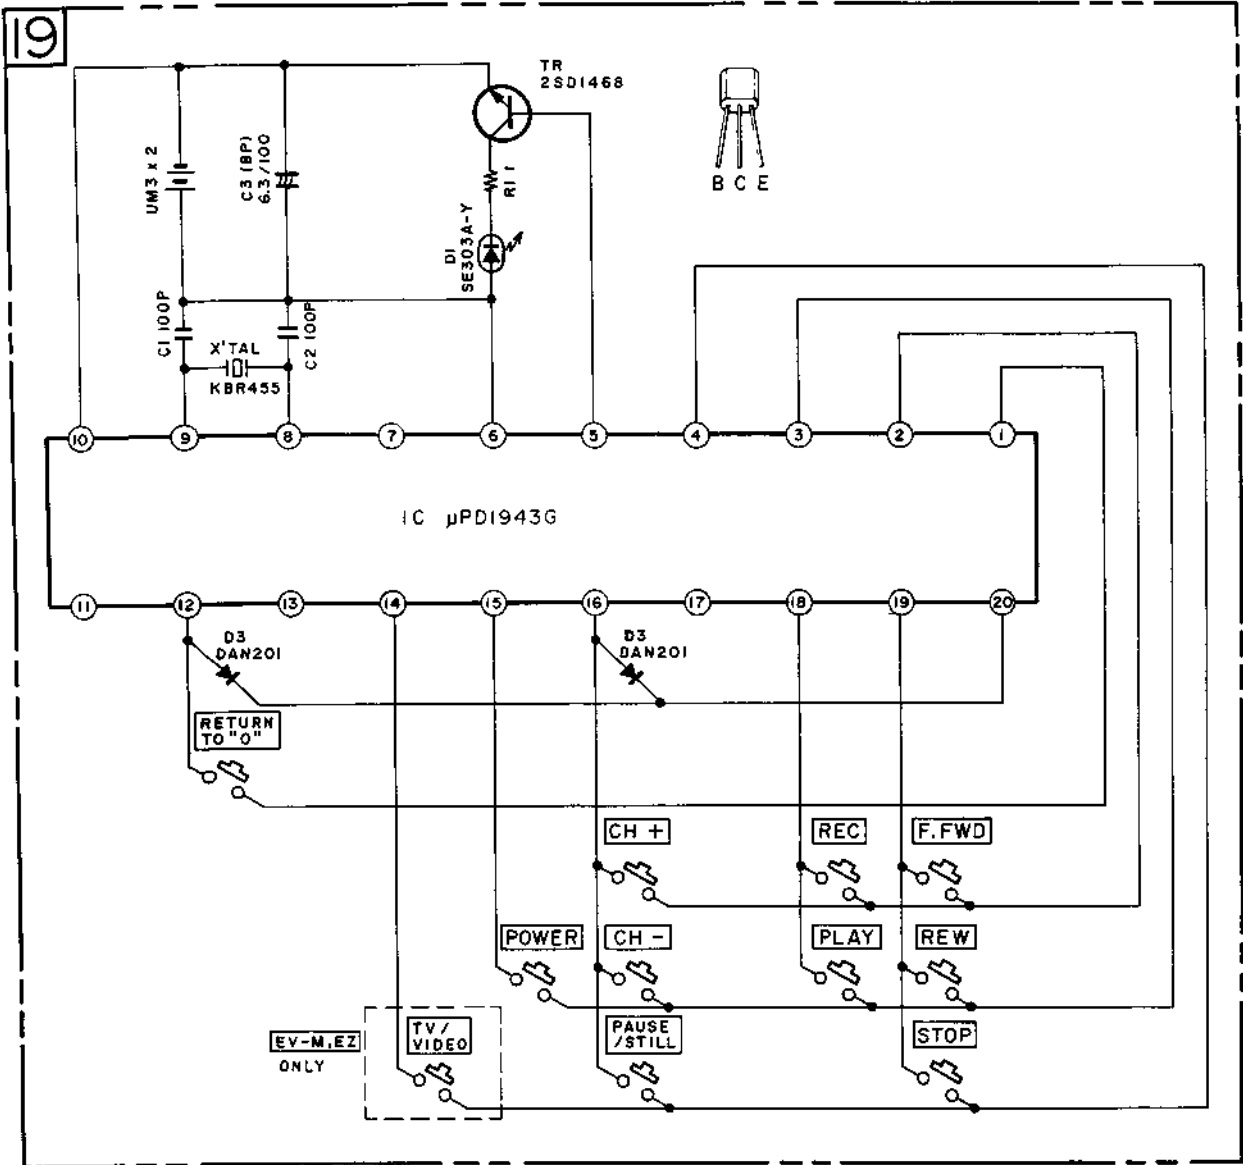 19
TR
2SD1468
UM3 x 2
C3 (BP)
6.3/100
R1 1
D1
SE303A-Y
B C E
C1 100P
X'TAL
KBR455
C2 100P
10 9 8 7 6 5 4 3 2 1
IC μPD1943G
11 12 13 14 15 16 17 18 19 20
D3
DAN201
D3
DAN201
RETURN
TO "0"
CH +
REC
F.FWD
POWER
CH -
PLAY
REW
EV-M,EZ
ONLY
TV/
VIDEO
PAUSE
/STILL
STOP